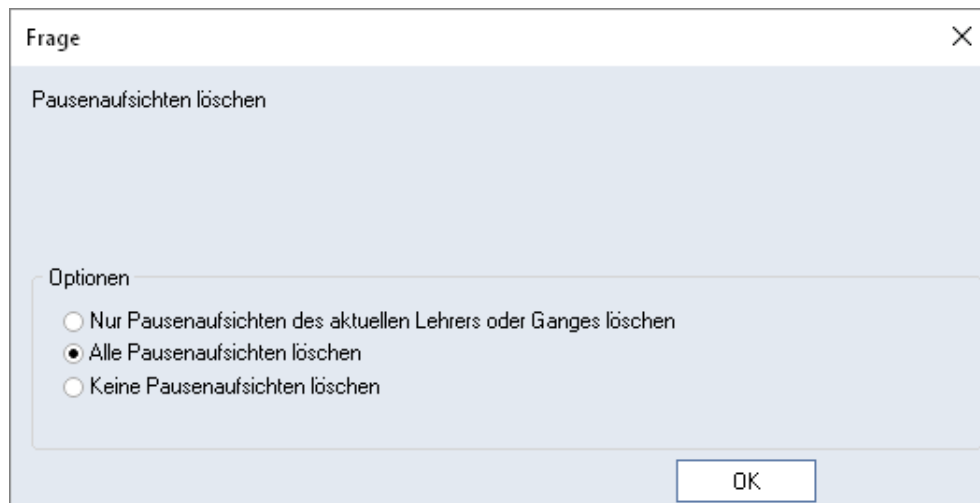 Frage
Pausenaufsichten löschen
Optionen
Nur Pausenaufsichten des aktuellen Lehrers oder Ganges löschen
Alle Pausenaufsichten löschen
Keine Pausenaufsichten löschen
OK